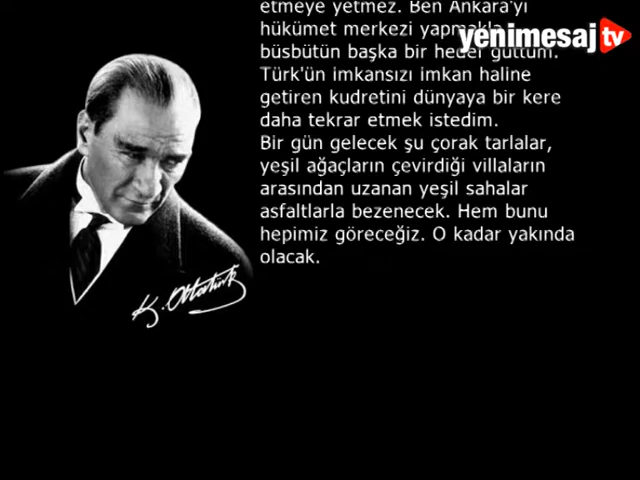 etmeye yetmez. Ben Ankara'yı
hükümet merkezi yapmakla
büsbütün başka bir hedef güttüm.
Türk'ün imkansızı imkan haline
getiren kudretini dünyaya bir kere
daha tekrar etmek istedim.
Bir gün gelecek şu çorak tarlalar,
yeşil ağaçların çevirdiği villaların
arasından uzanan yeşil sahalar
asfaltlarla bezenecek. Hem bunu
hepimiz göreceğiz. O kadar yakında
olacak.
yenimesaj tv
K. Atatürk